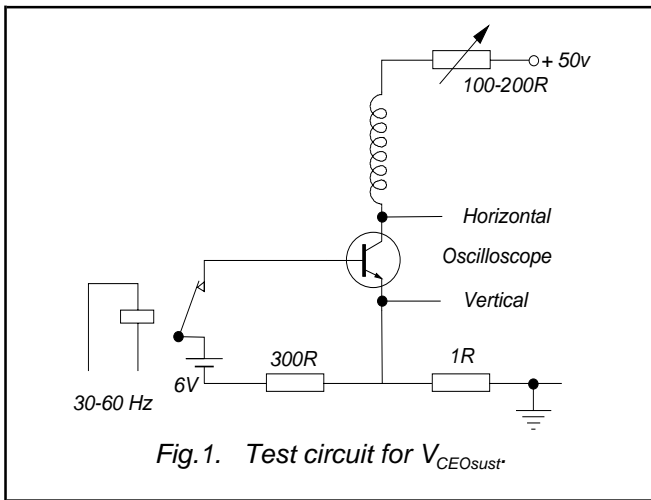 + 50v
100-200R
Horizontal
Oscilloscope
Vertical
300R
1R
6V
30-60 Hz
Fig.1. Test circuit for VCEOsust.